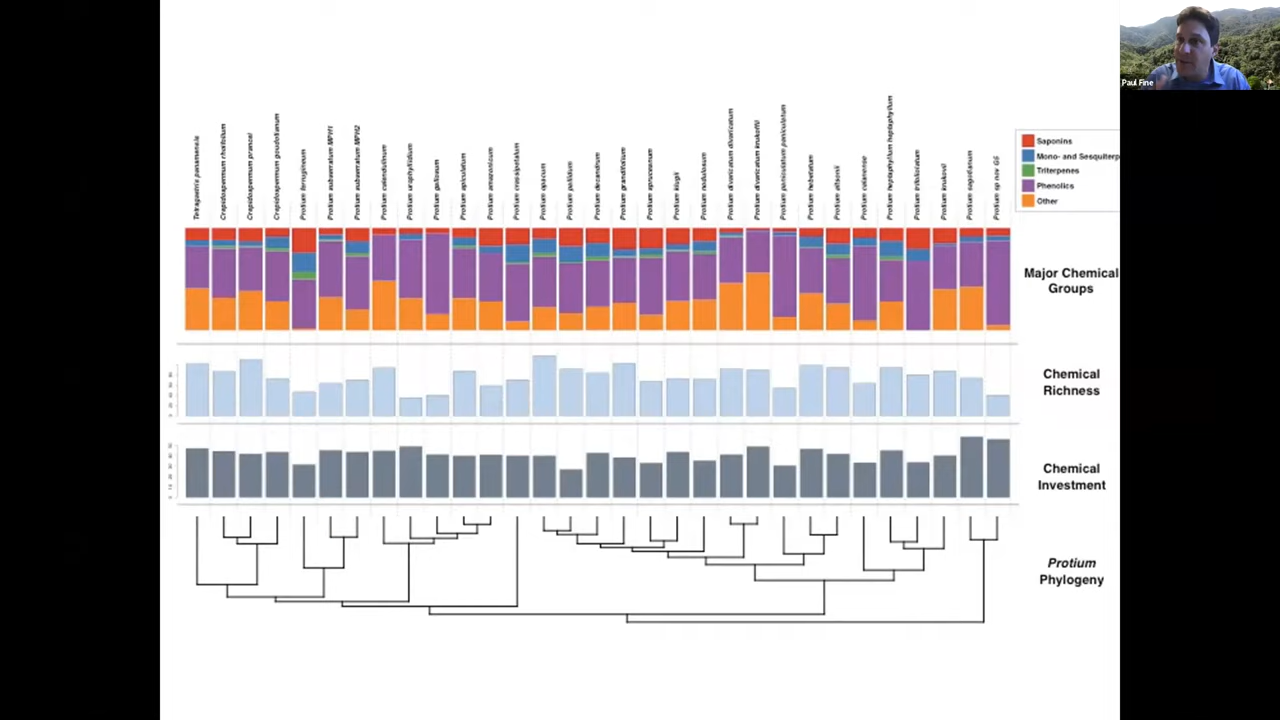 Paul Fine
Tetragastris panamensis
Crepidospermum rhoifolium
Crepidospermum prancei
Crepidospermum goudotianum
Protium ferrugineum
Protium subserratum MPH1
Protium subserratum MPH2
Protium calendulinum
Protium urophyllidium
Protium gallosum
Protium apiculatum
Protium amazonicum
Protium crassipetalum
Protium opacum
Protium pallidum
Protium decandrum
Protium grandifolium
Protium
Protium klugii
Protium nodulosum
Protium divaricatum divaricatum
Protium divaricatum krukoffii
Protium paniculatum paniculatum
Protium hebetatum
Protium altsonii
Protium
Protium heptaphyllum heptaphyllum
Protium trifoliolatum
Protium krukoffii
Protium sagotianum
Protium sp nov G5
Saponins
Mono- and Sesquiterp
Triterpenes
Phenolics
Other
Major Chemical
Groups
Chemical
Richness
Chemical
Investment
Protium
Phylogeny